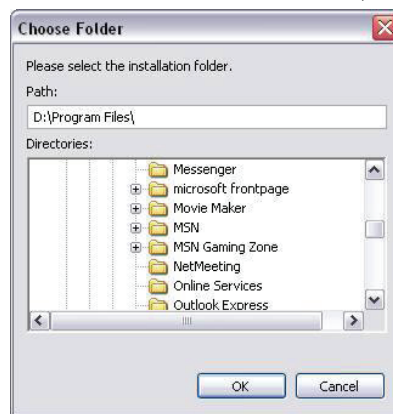 Choose Folder
Please select the installation folder.
Path:
D:\Program Files\
Directories:
Messenger
microsoft frontpage
Movie Maker
MSN
MSN Gaming Zone
NetMeeting
Online Services
Outlook Express
OK
Cancel